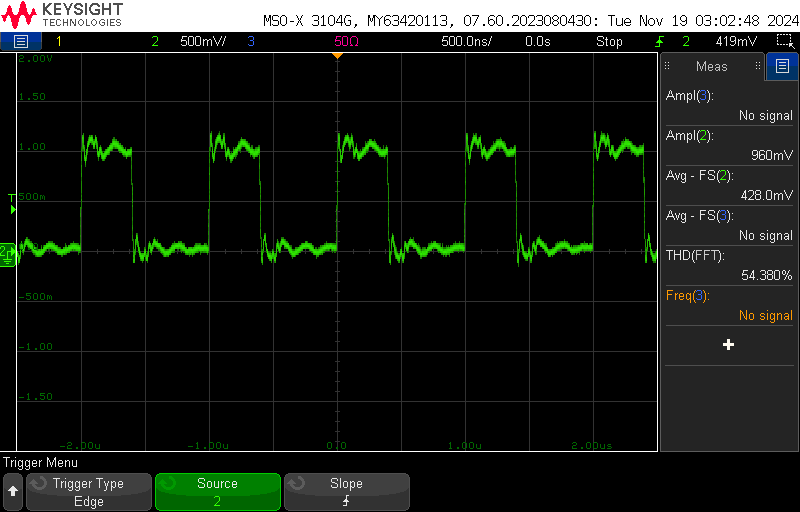 KEYSIGHT
TECHNOLOGIES
MSO-X 3104G, MY63420113, 07.60.2023080430: Tue Nov 19 03:02:48 2024
1 2 500mV/ 3 50Ω 500.0ns/ 0.0s Stop 2 419mV
2.00V
1.50
1.00
500m
-500m
-1.00
-1.50
T
2
-2.00u -1.00u 0.0 1.00u 2.00us
Meas
Ampl(3):
No signal
Ampl(2):
960mV
Avg - FS(2):
428.0mV
Avg - FS(3):
No signal
THD(FFT):
54.380%
Freq(3):
No signal
+
Trigger Menu
Trigger Type
Edge
Source
2
Slope